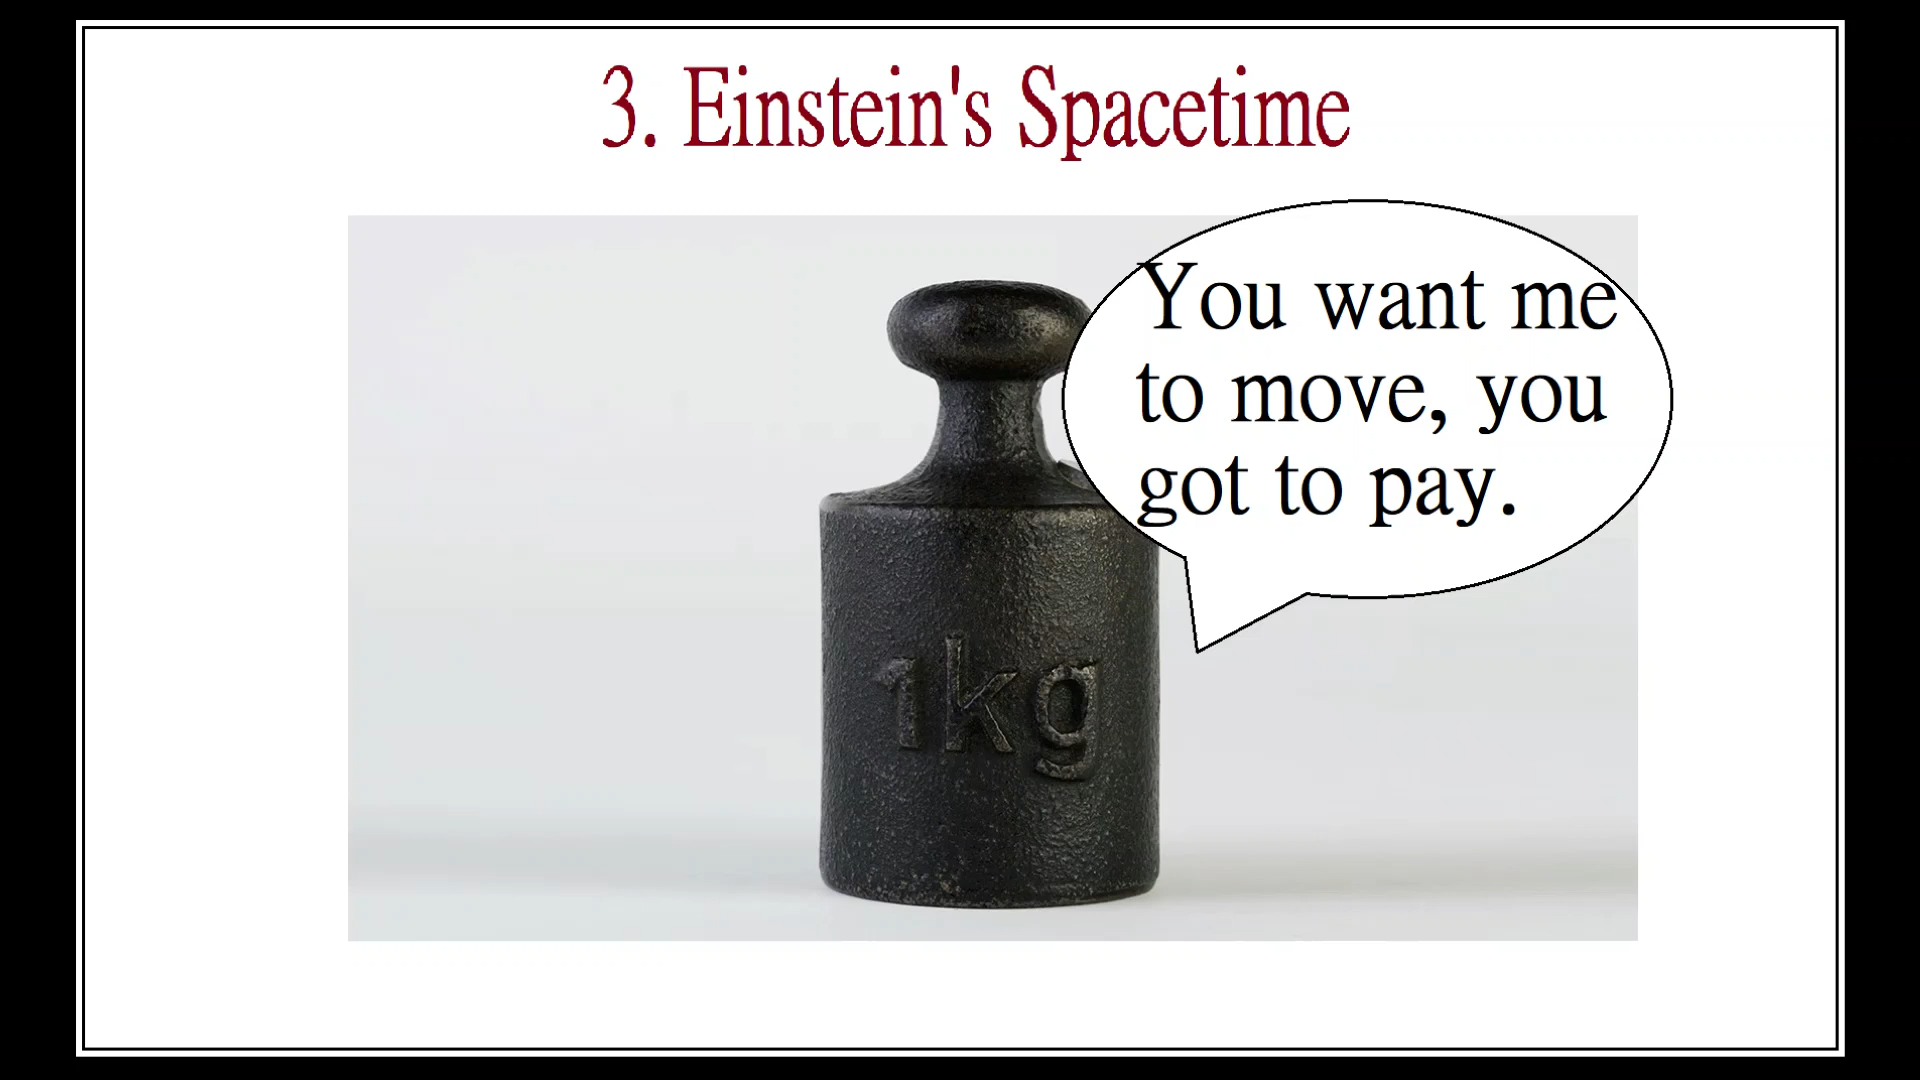 3. Einstein's Spacetime
You want me
to move, you
got to pay.
1kg